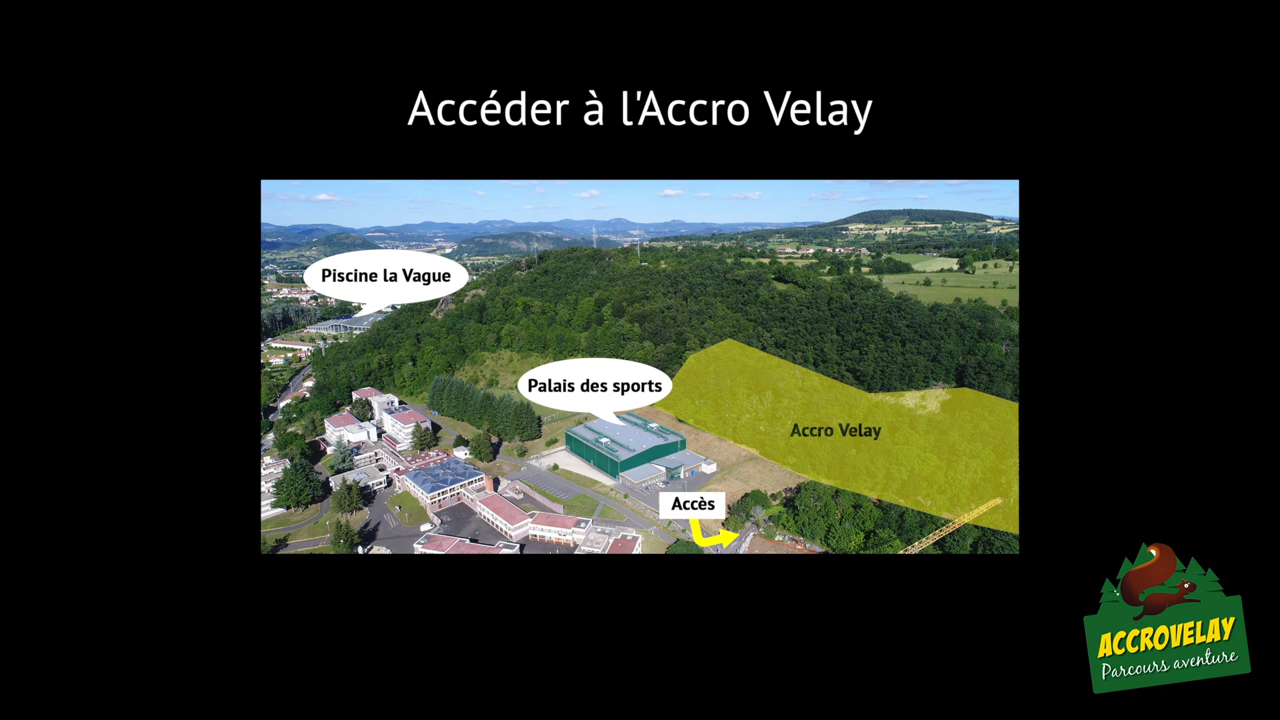 Accéder à l'Accro Velay
Piscine la Vague
Palais des sports
Accro Velay
Accès
ACCROVELAY
Parcours aventure